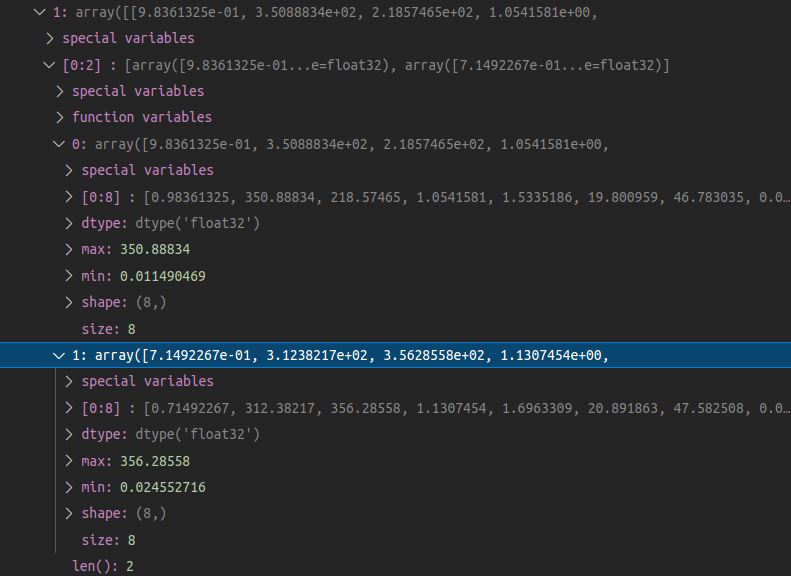 1: array([[9.8361325e-01, 3.5088834e+02, 2.1857465e+02, 1.0541581e+00,
special variables
[0:2] : [array([9.8361325e-01...e=float32), array([7.1492267e-01...e=float32)]
special variables
function variables
0: array([9.8361325e-01, 3.5088834e+02, 2.1857465e+02, 1.0541581e+00,
special variables
[0:8] : [0.98361325, 350.88834, 218.57465, 1.0541581, 1.5335186, 19.800959, 46.783035, 0.0…
dtype: dtype('float32')
max: 350.88834
min: 0.011490469
shape: (8,)
size: 8
1: array([7.1492267e-01, 3.1238217e+02, 3.5628558e+02, 1.1307454e+00,
special variables
[0:8] : [0.71492267, 312.38217, 356.28558, 1.1307454, 1.6963309, 20.891863, 47.582508, 0.0…
dtype: dtype('float32')
max: 356.28558
min: 0.024552716
shape: (8,)
size: 8
len(): 2